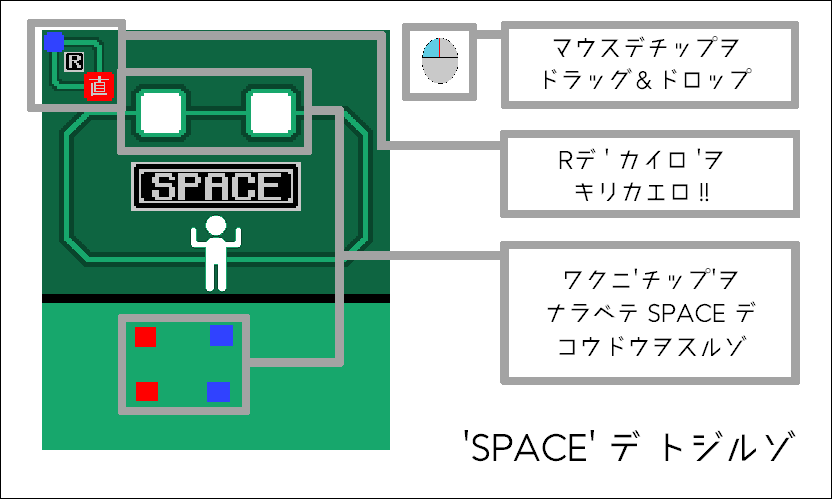 R
直
SPACE
マウスデチップヲ
ドラッグ&ドロップ
Rデ ' カイロ 'ヲ
キリカエロ !!
ワクニ'チップ'ヲ
ナラベテ SPACE デ
コウドウヲスルゾ
'SPACE' デ トジルゾ